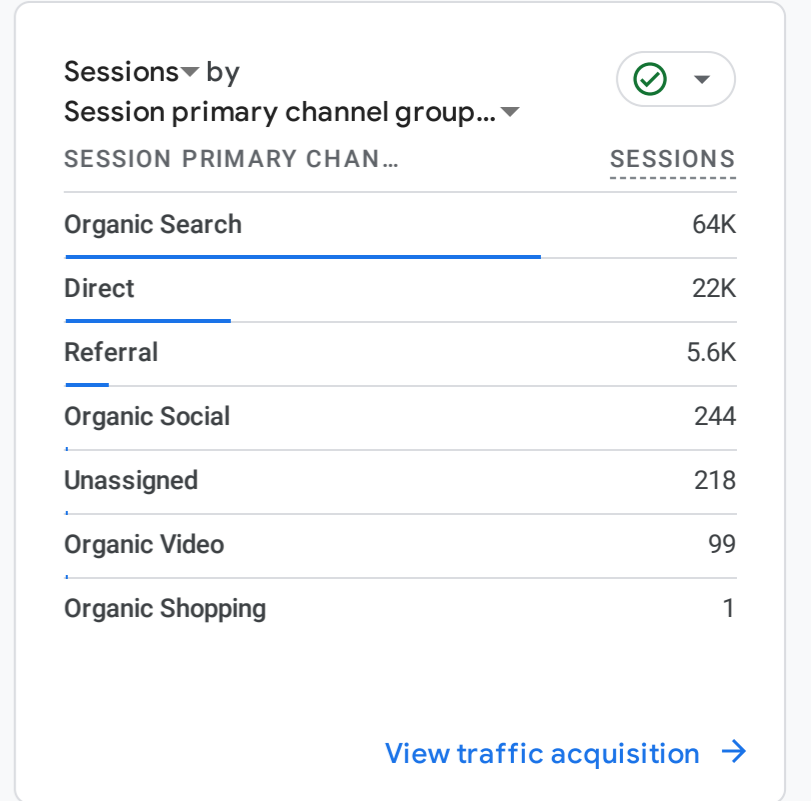 Sessions by
Session primary channel group...
SESSION PRIMARY CHAN...
SESSIONS
Organic Search 64K
Direct 22K
Referral 5.6K
Organic Social 244
Unassigned 218
Organic Video 99
Organic Shopping 1
View traffic acquisition